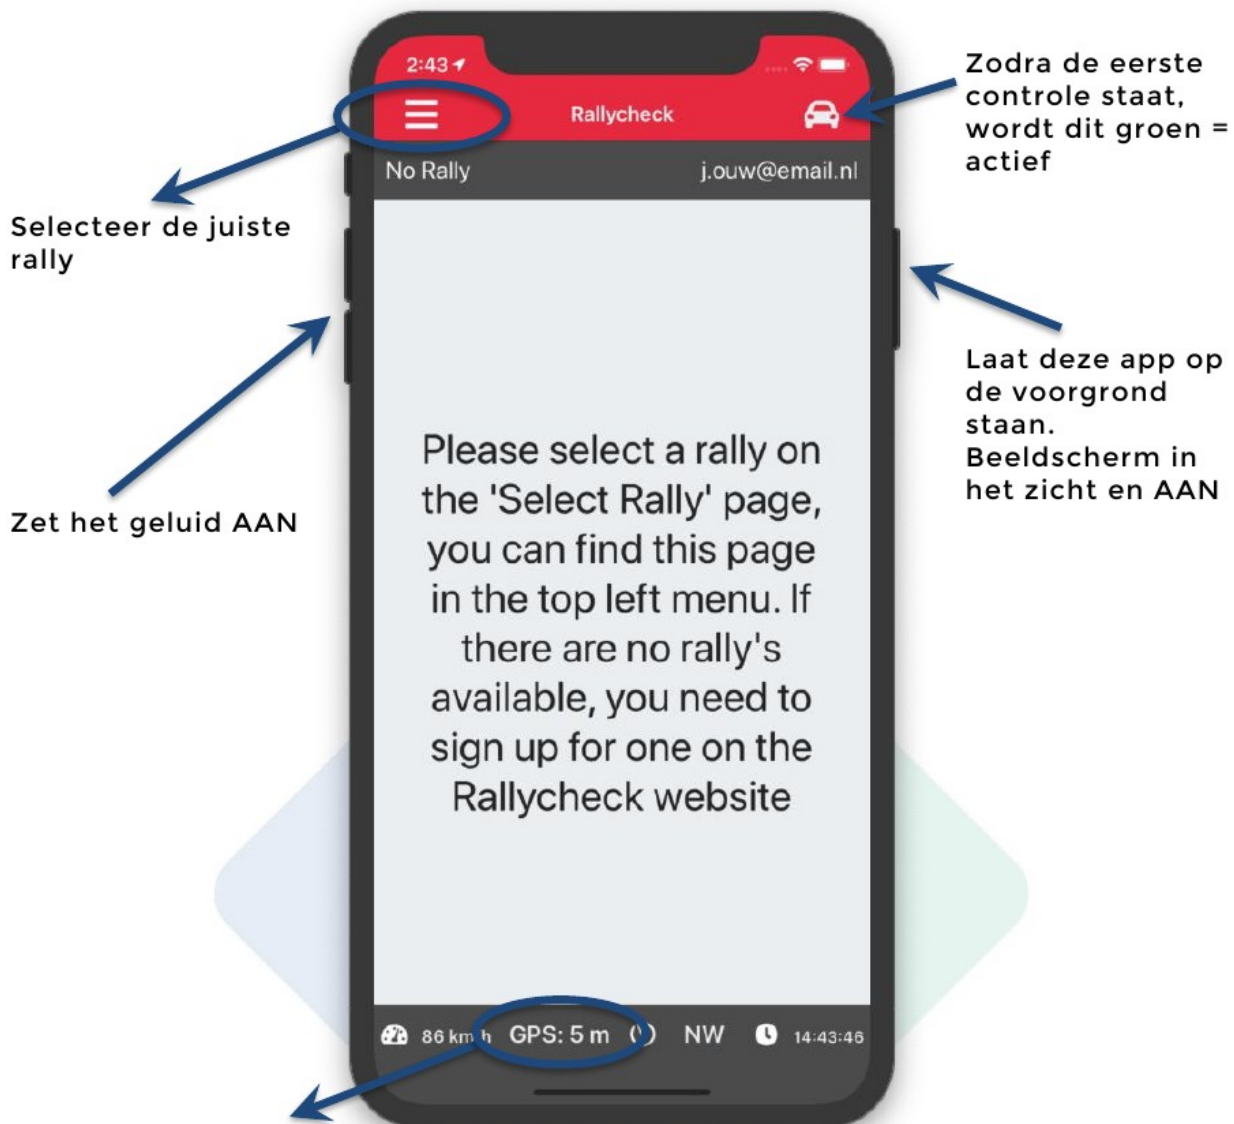 2:43
Rallycheck
No Rally
j.ouw@email.nl
Zodra de eerste
controle staat,
wordt dit groen =
actief
Selecteer de juiste
rally
Laat deze app op
de voorgrond
staan.
Beeldscherm in
het zicht en AAN
Zet het geluid AAN
Please select a rally on
the 'Select Rally' page,
you can find this page
in the top left menu. If
there are no rally's
available, you need to
sign up for one on the
Rallycheck website
86 km/h GPS: 5 m NW 14:43:46